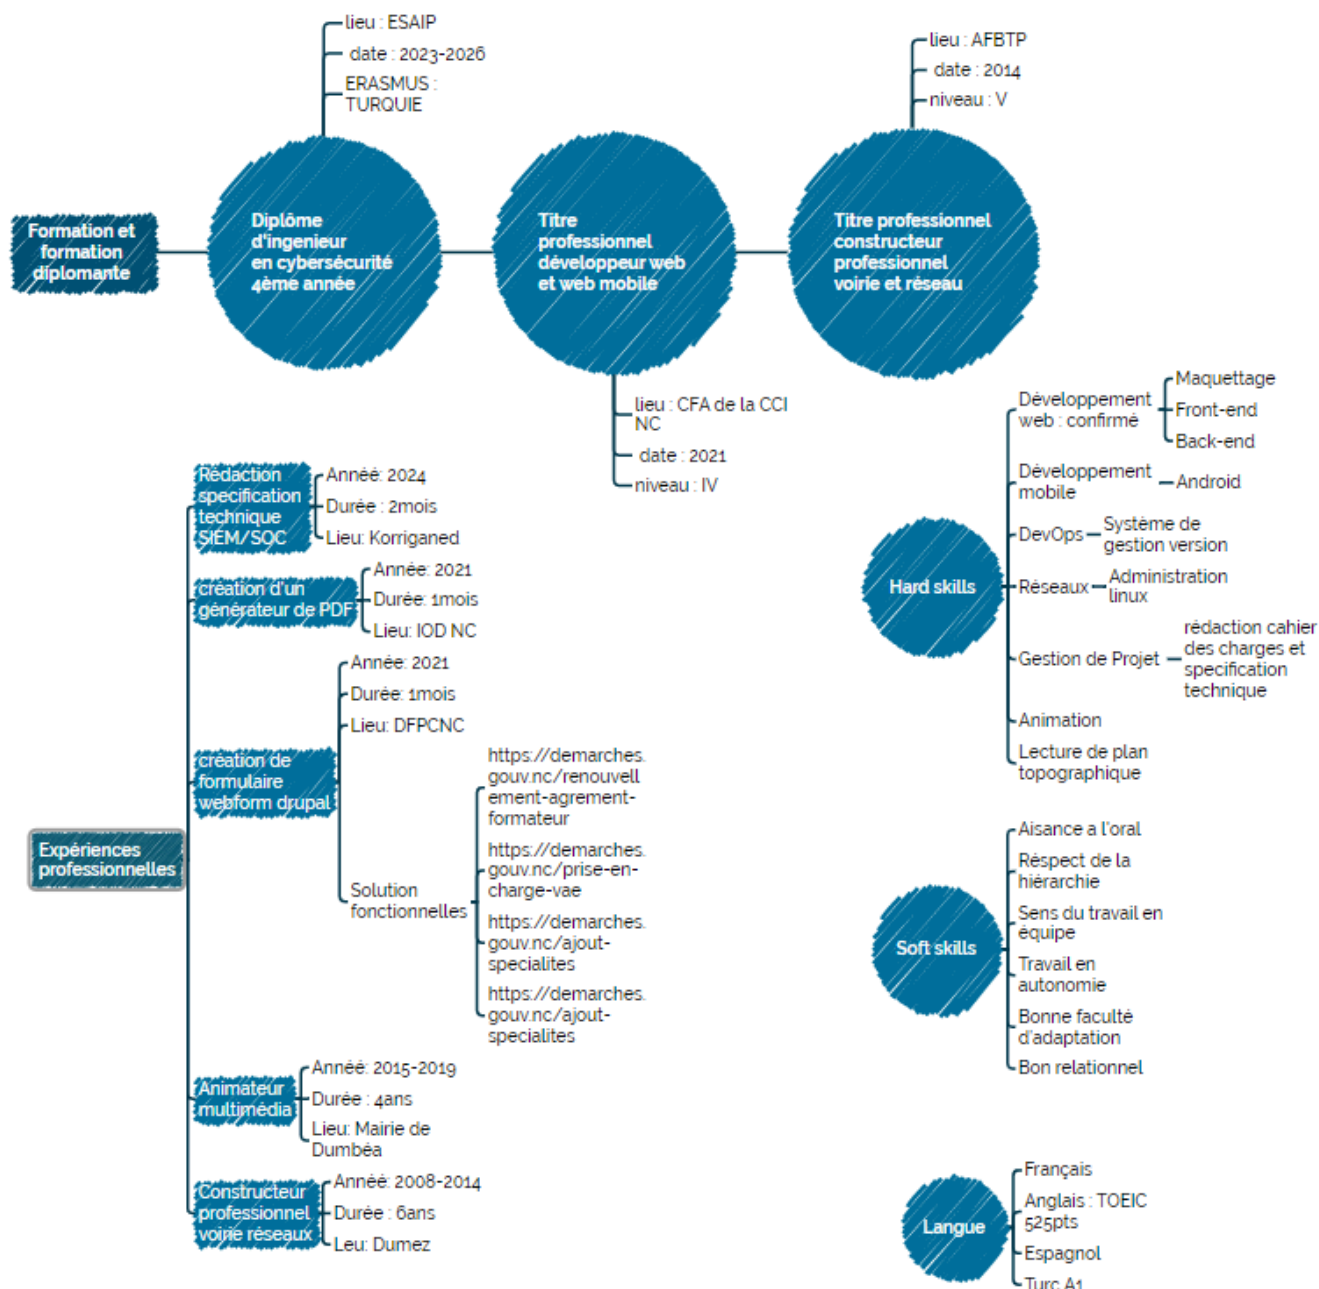 lieu : ESAIP
date : 2023-2026
ERASMUS :
TURQUIE
lieu : AFBTP
date : 2014
niveau : V
Formation et
formation
diplomante
Diplôme
d'ingenieur
en cybersécurité
4ème année
Titre
professionnel
développeur web
et web mobile
Titre professionnel
constructeur
professionnel
voirie et réseau
lieu : CFA de la CCI
NC
date : 2021
niveau : IV
Expériences
professionnelles
Rédaction
specification
technique
SIEM/SOC
Annéé: 2024
Durée : 2mois
Lieu: Korriganed
création d'un
générateur de PDF
Année: 2021
Durée: 1mois
Lieu: IOD NC
création de
formulaire
webform drupal
Année: 2021
Durée: 1mois
Lieu: DFPCNC
Solution
fonctionnelles
https://demarches.
gouv.nc/renouvell
ement-agrement-
formateur
https://demarches.
gouv.nc/prise-en-
charge-vae
https://demarches.
gouv.nc/ajout-
specialites
https://demarches.
gouv.nc/ajout-
specialites
Animateur
multimédia
Annéé: 2015-2019
Durée : 4ans
Lieu: Mairie de
Dumbéa
Constructeur
professionnel
voirie réseaux
Annéé: 2008-2014
Durée : 6ans
Leu: Dumez
Hard skills
Développement
web : confirmé
Maquettage
Front-end
Back-end
Développement
mobile
Android
DevOps
Système de
gestion version
Réseaux
Administration
linux
Gestion de Projet
rédaction cahier
des charges et
specification
technique
Animation
Lecture de plan
topographique
Soft skills
Aisance a l'oral
Réspect de la
hiérarchie
Sens du travail en
équipe
Travail en
autonomie
Bonne faculté
d'adaptation
Bon relationnel
Langue
Français
Anglais : TOEIC
525pts
Espagnol
Turc A1